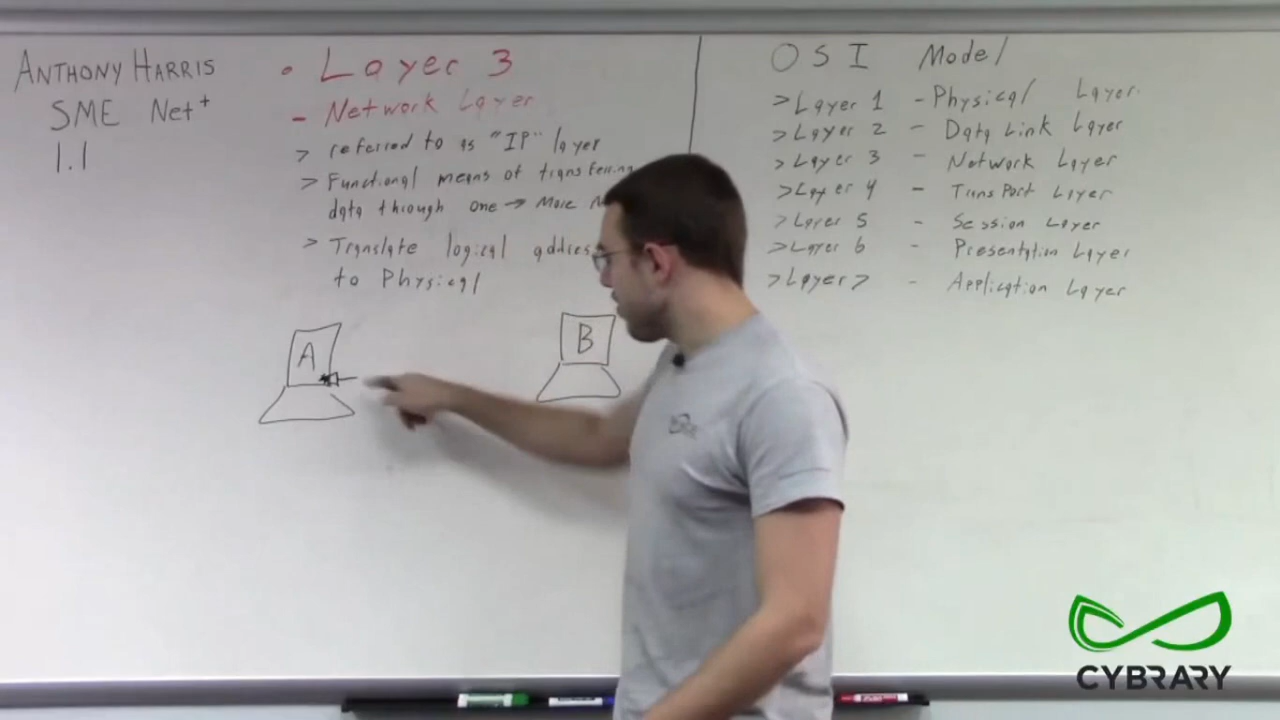 ANTHONY HARRIS
SME Net+
1.1
• Layer 3
- Network Layer
> referred to as "IP" layer
> Functional means of transferring
data through one → More
> Translate logical address
to Physical
A
B
OSI Model
>Layer 1 - Physical Layer
>Layer 2 - Data Link Layer
>Layer 3 - Network Layer
>Layer 4 - TransPort Layer
>Layer 5 - Session Layer
>Layer 6 - Presentation Layer
>Layer 7 - Application Layer
CYBRARY